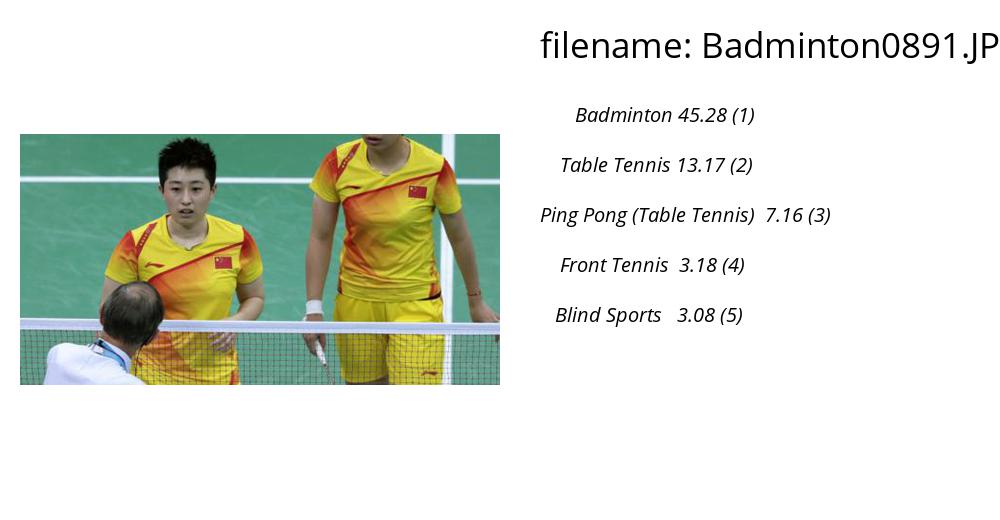 filename: Badminton0891.JP
Badminton 45.28 (1)
Table Tennis 13.17 (2)
Ping Pong (Table Tennis) 7.16 (3)
Front Tennis 3.18 (4)
Blind Sports 3.08 (5)